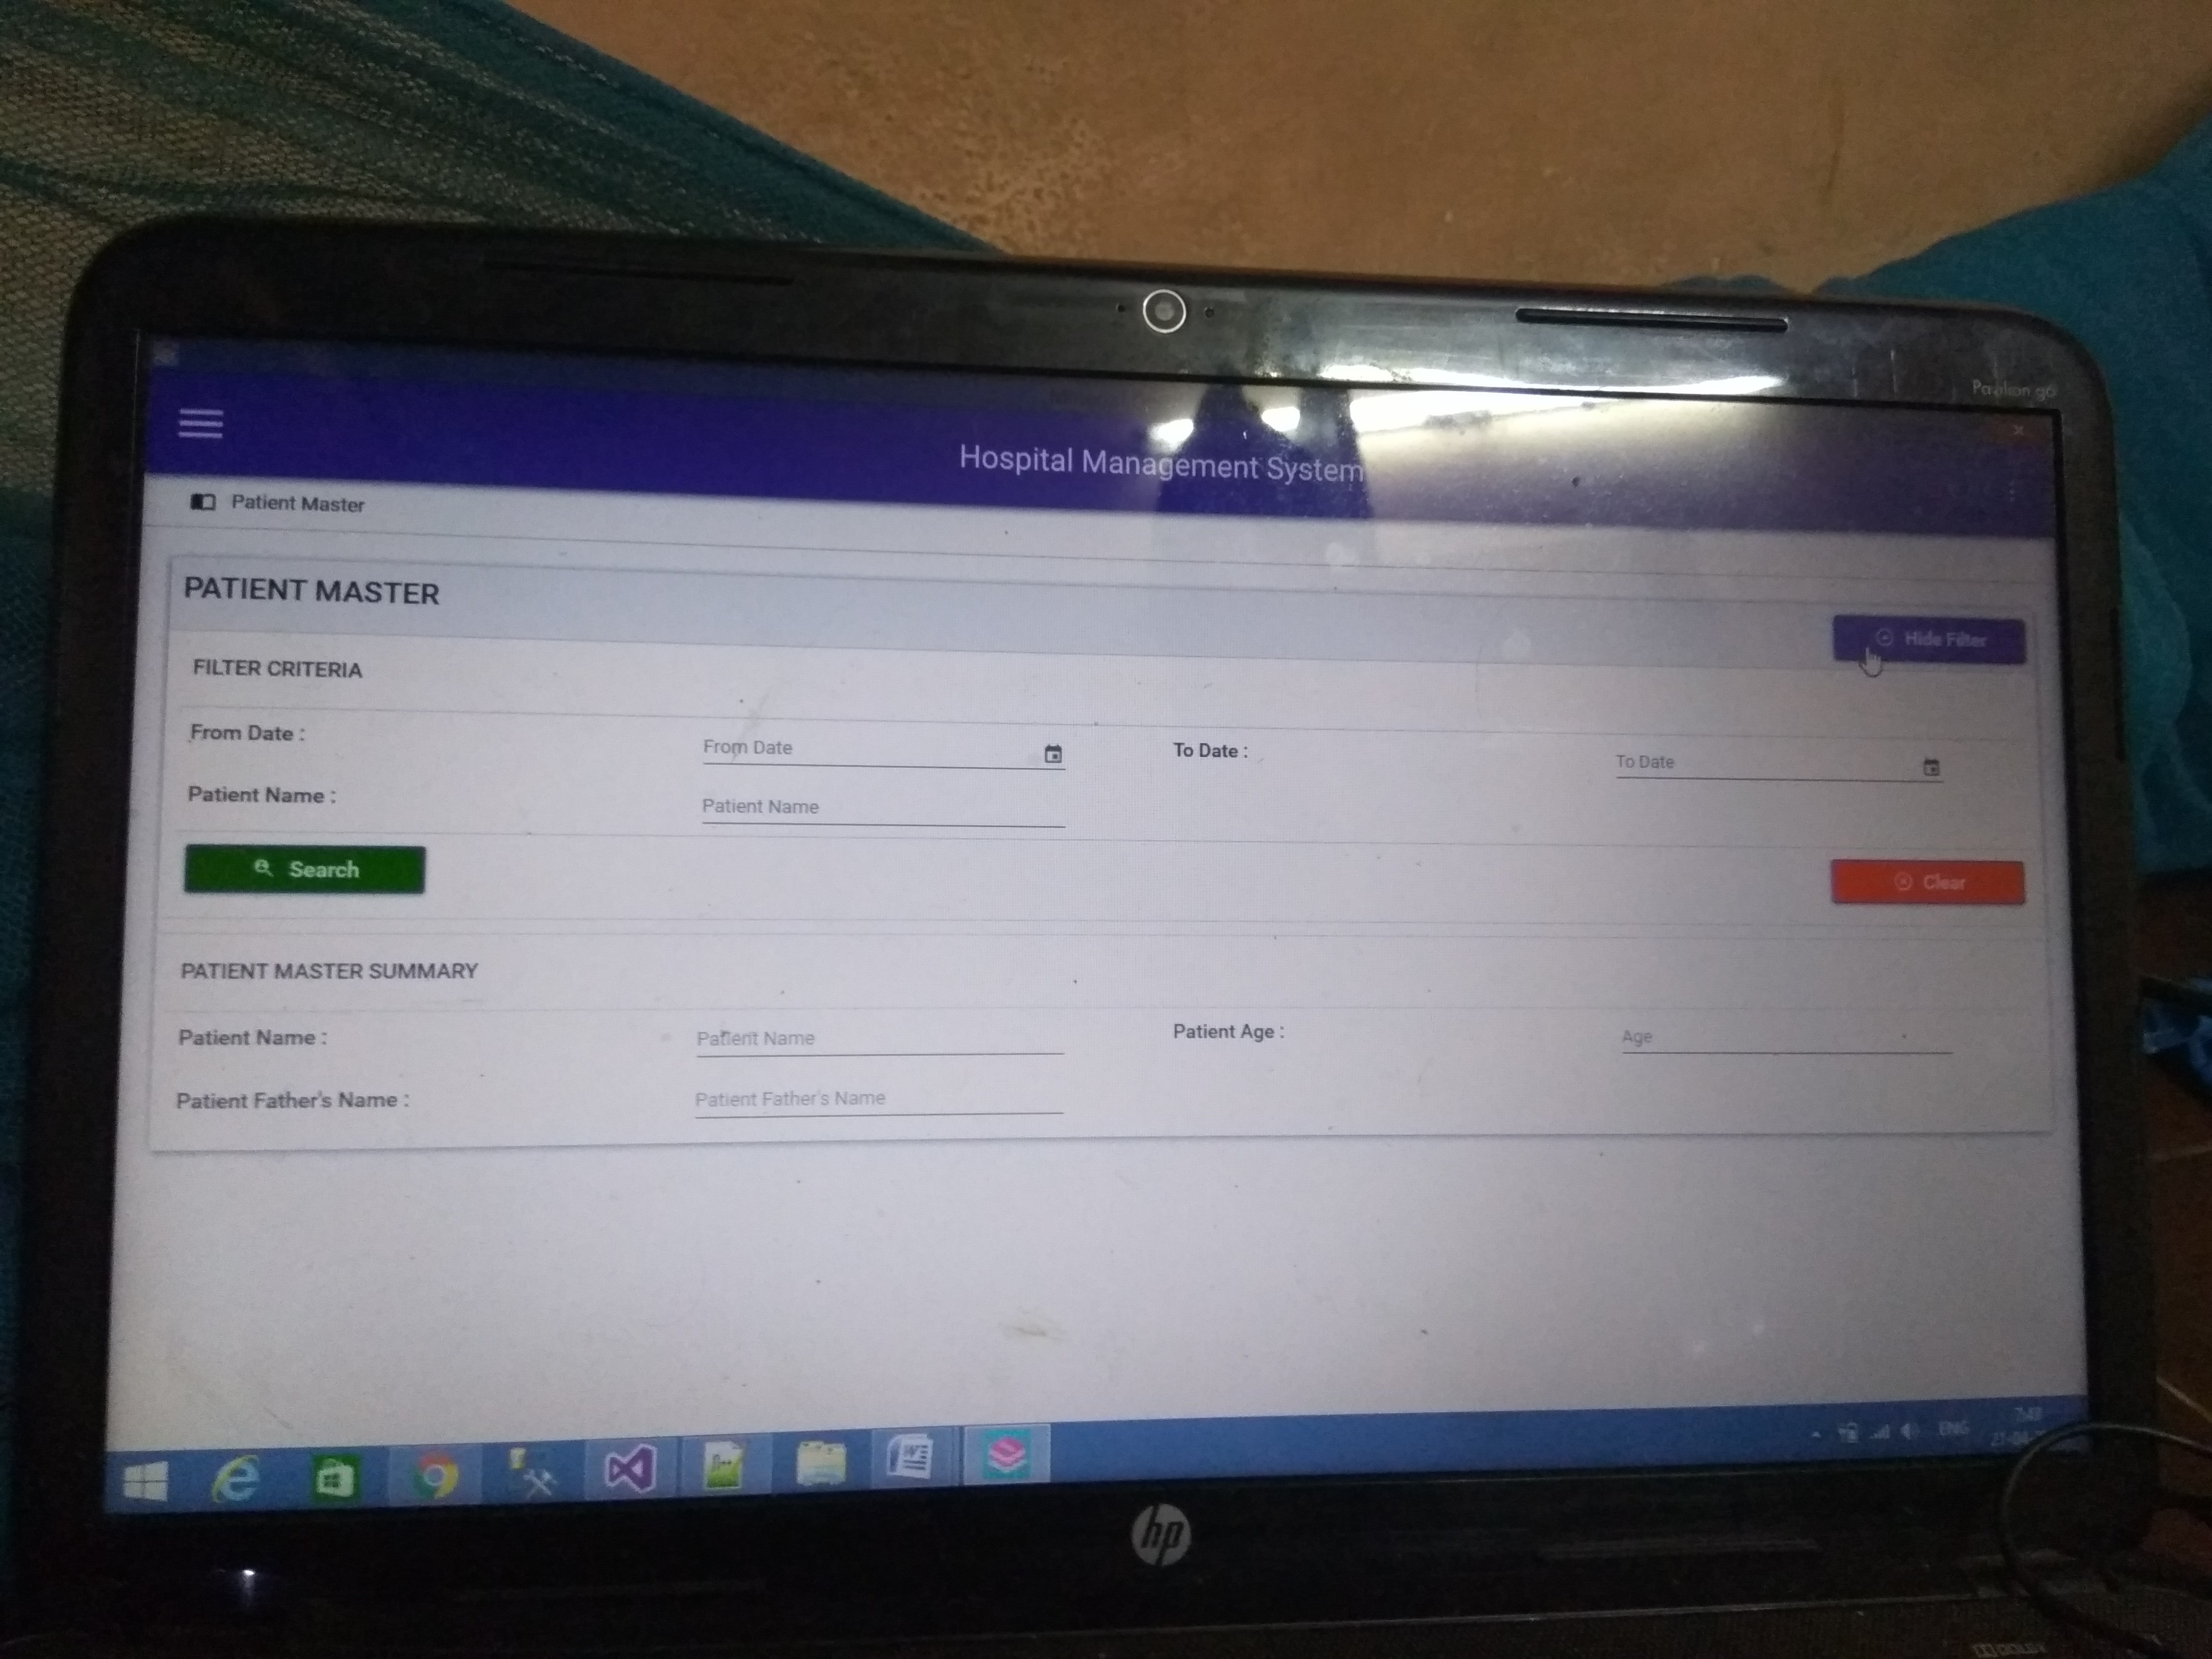 Pavilion g6
Hospital Management System
Patient Master
PATIENT MASTER
Hide Filter
FILTER CRITERIA
From Date : From Date To Date : To Date
Patient Name : Patient Name
Search Clear
PATIENT MASTER SUMMARY
Patient Name : Patient Name Patient Age : Age
Patient Father's Name : Patient Father's Name
ENG
hp